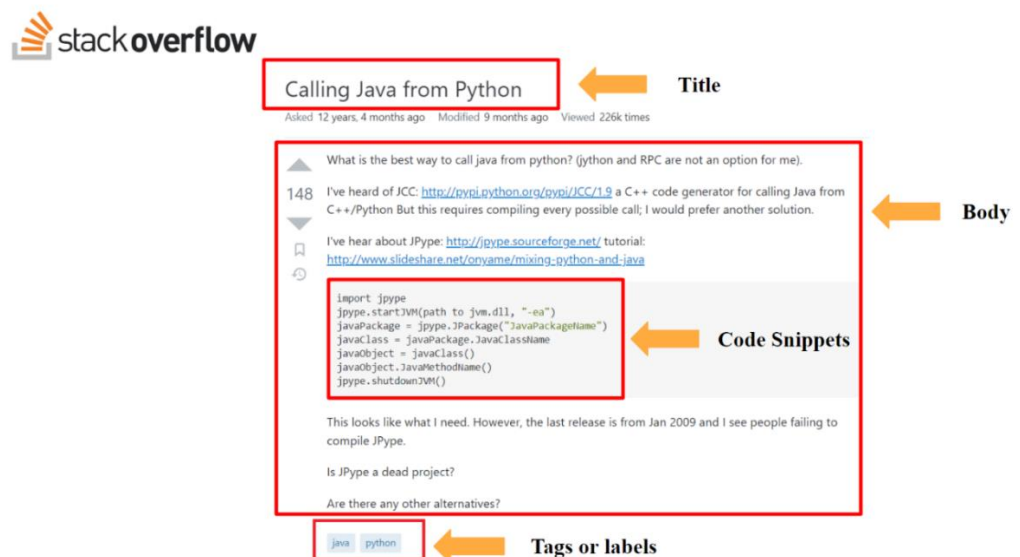 stackoverflow
Calling Java from Python
Title
Asked 12 years, 4 months ago Modified 9 months ago Viewed 226k times
What is the best way to call java from python? (jython and RPC are not an option for me).
148
I've heard of JCC: http://pypi.python.org/pypi/JCC/1.9 a C++ code generator for calling Java from
C++/Python But this requires compiling every possible call; I would prefer another solution.
Body
I've hear about JPype: http://jpype.sourceforge.net/ tutorial:
http://www.slideshare.net/onyame/mixing-python-and-java
import jpype
jpype.startJVM(path to jvm.dll, "-ea")
javaPackage = jpype.JPackage("JavaPackageName")
javaClass = javaPackage.JavaClassName
javaObject = javaClass()
javaObject.JavaMethodName()
jpype.shutdownJVM()
Code Snippets
This looks like what I need. However, the last release is from Jan 2009 and I see people failing to
compile JPype.
Is JPype a dead project?
Are there any other alternatives?
java python
Tags or labels